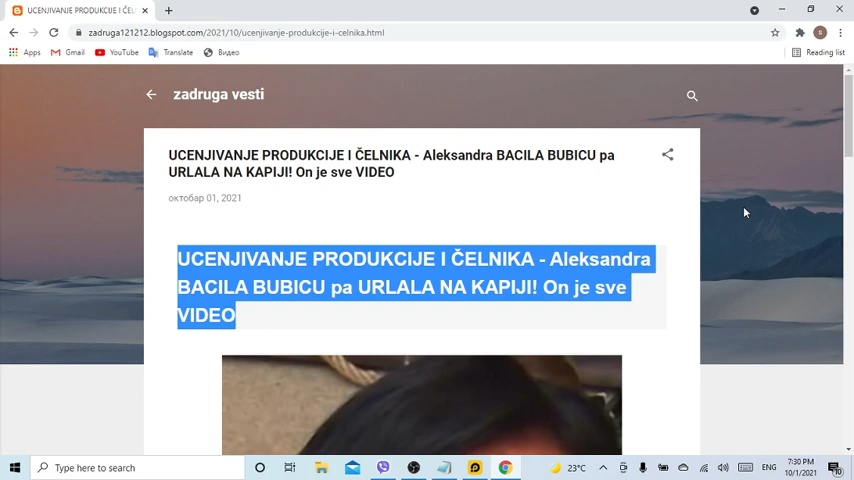 UCENJIVANJE PRODUKCIJE I ČELN
zadruga121212.blogspot.com/2021/10/ucenjivanje-produkcije-i-celnika.html
Apps Gmail YouTube Translate Видео Reading list
zadruga vesti
UCENJIVANJE PRODUKCIJE I ČELNIKA - Aleksandra BACILA BUBICU pa
URLALA NA KAPIJI! On je sve VIDEO
октобар 01, 2021
UCENJIVANJE PRODUKCIJE I ČELNIKA - Aleksandra
BACILA BUBICU pa URLALA NA KAPIJI! On je sve
VIDEO
Type here to search
23°C
ENG
7:30 PM
10/1/2021
10